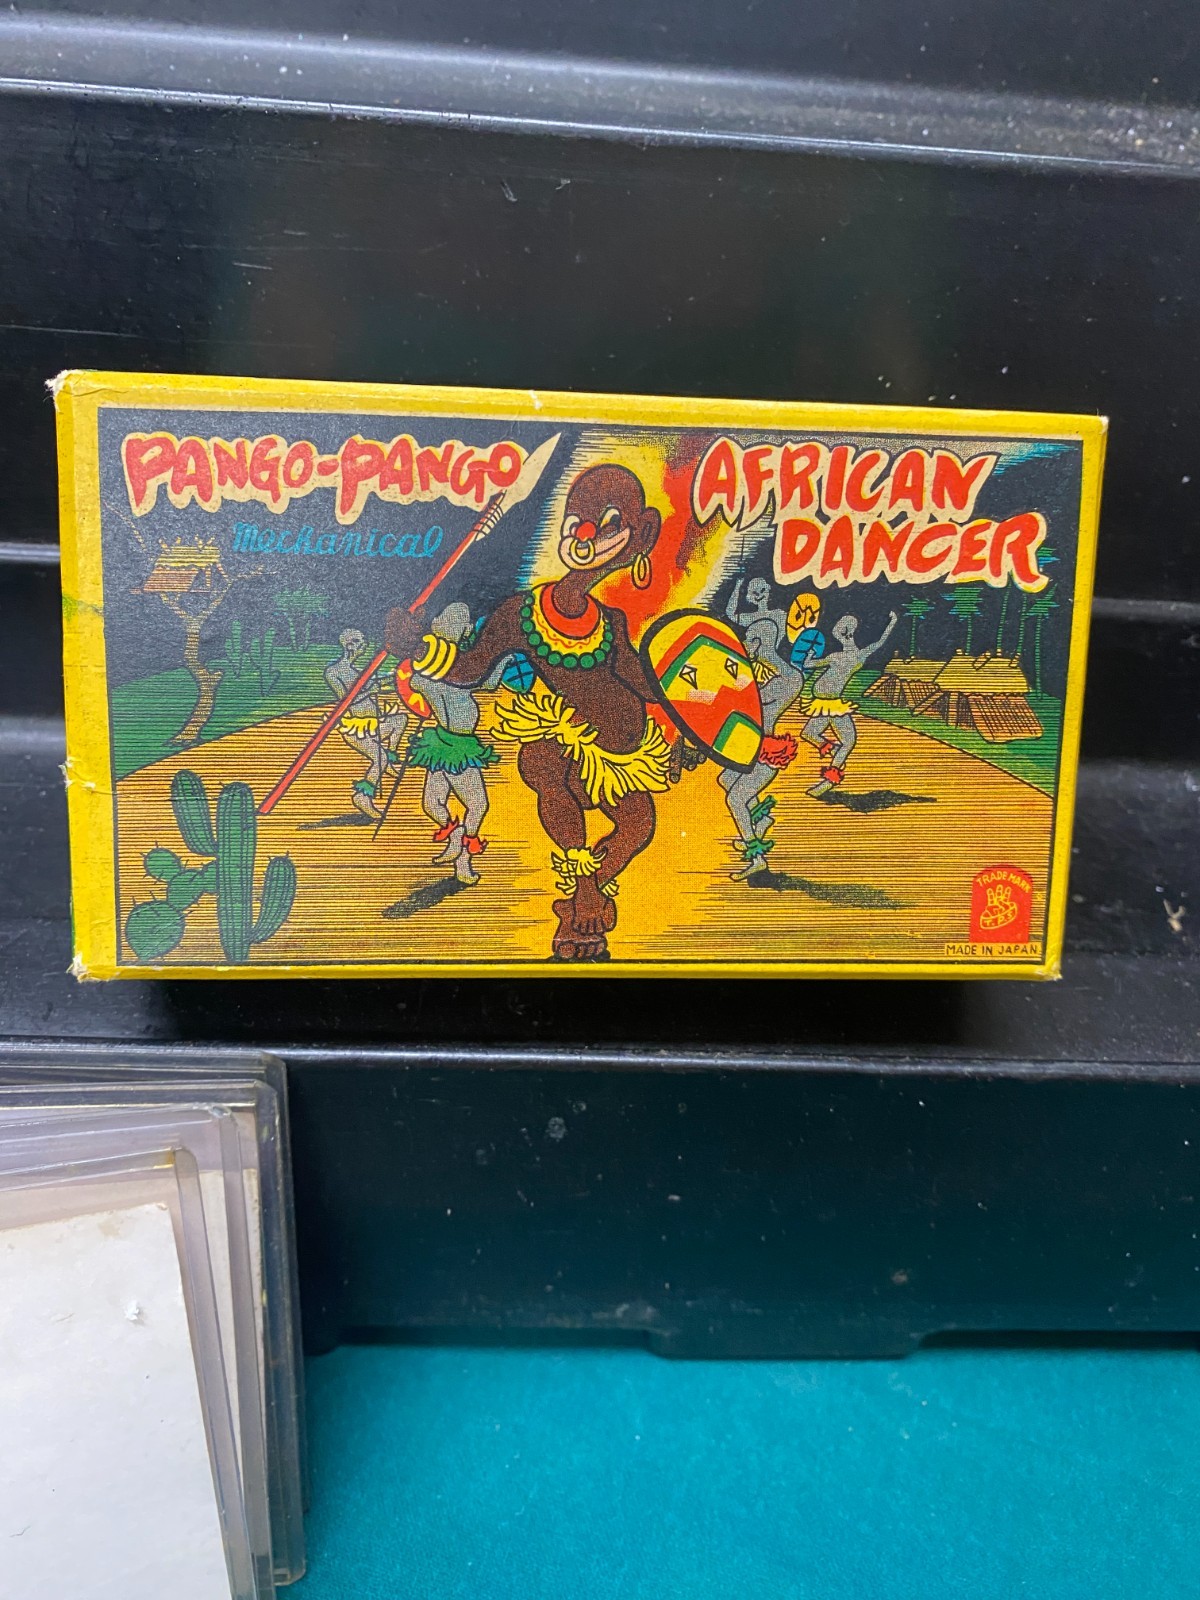 PANGO-PANGO
Mechanical
AFRICAN
DANCER
TRADE MARK
T.P.S.
MADE IN JAPAN